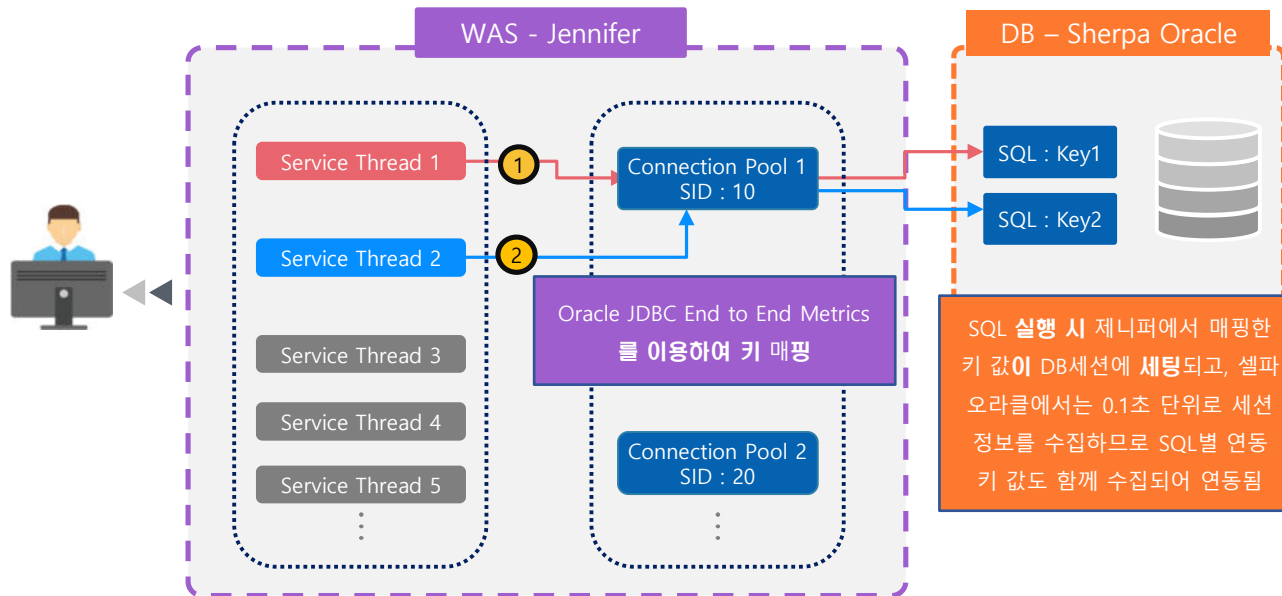 WAS - Jennifer
DB – Sherpa Oracle
Service Thread 1
Service Thread 2
Service Thread 3
Service Thread 4
Service Thread 5
⋮
1
2
Connection Pool 1
SID : 10
Oracle JDBC End to End Metrics
를 이용하여 키 매핑
Connection Pool 2
SID : 20
⋮
SQL : Key1
SQL : Key2
SQL 실행 시 제니퍼에서 매핑한
키 값이 DB세션에 세팅되고, 셀파
오라클에서는 0.1초 단위로 세션
정보를 수집하므로 SQL별 연동
키 값도 함께 수집되어 연동됨